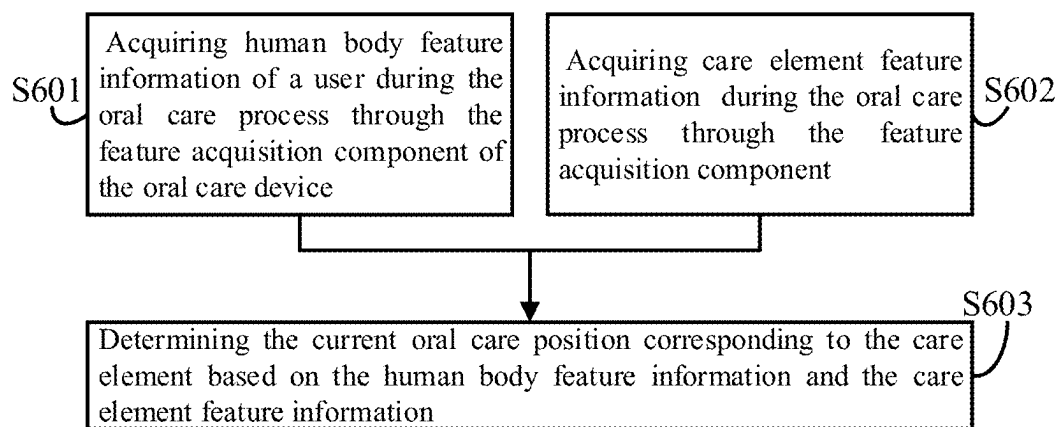 S601
Acquiring human body feature
information of a user during the
oral care process through the
feature acquisition component of
the oral care device
Acquiring care element feature
information during the oral care
process through the feature
acquisition component
S602
S603
Determining the current oral care position corresponding to the care
element based on the human body feature information and the care
element feature information